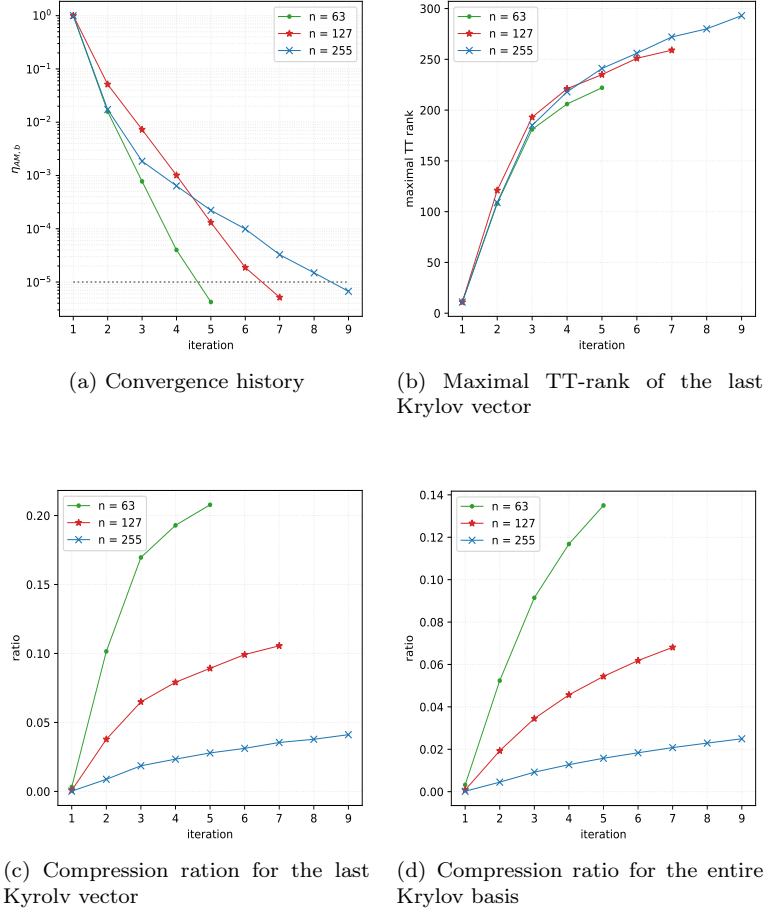 10⁰
10⁻¹
10⁻²
10⁻³
10⁻⁴
10⁻⁵
η_AM,b
n = 63
n = 127
n = 255
1 2 3 4 5 6 7 8 9
iteration
(a) Convergence history
300
250
200
150
100
50
0
maximal TT rank
n = 63
n = 127
n = 255
1 2 3 4 5 6 7 8 9
iteration
(b) Maximal TT-rank of the last
Krylov vector
0.20
0.15
0.10
0.05
0.00
ratio
n = 63
n = 127
n = 255
1 2 3 4 5 6 7 8 9
iteration
(c) Compression ration for the last
Kyrolv vector
0.14
0.12
0.10
0.08
0.06
0.04
0.02
0.00
ratio
n = 63
n = 127
n = 255
1 2 3 4 5 6 7 8 9
iteration
(d) Compression ratio for the entire
Krylov basis